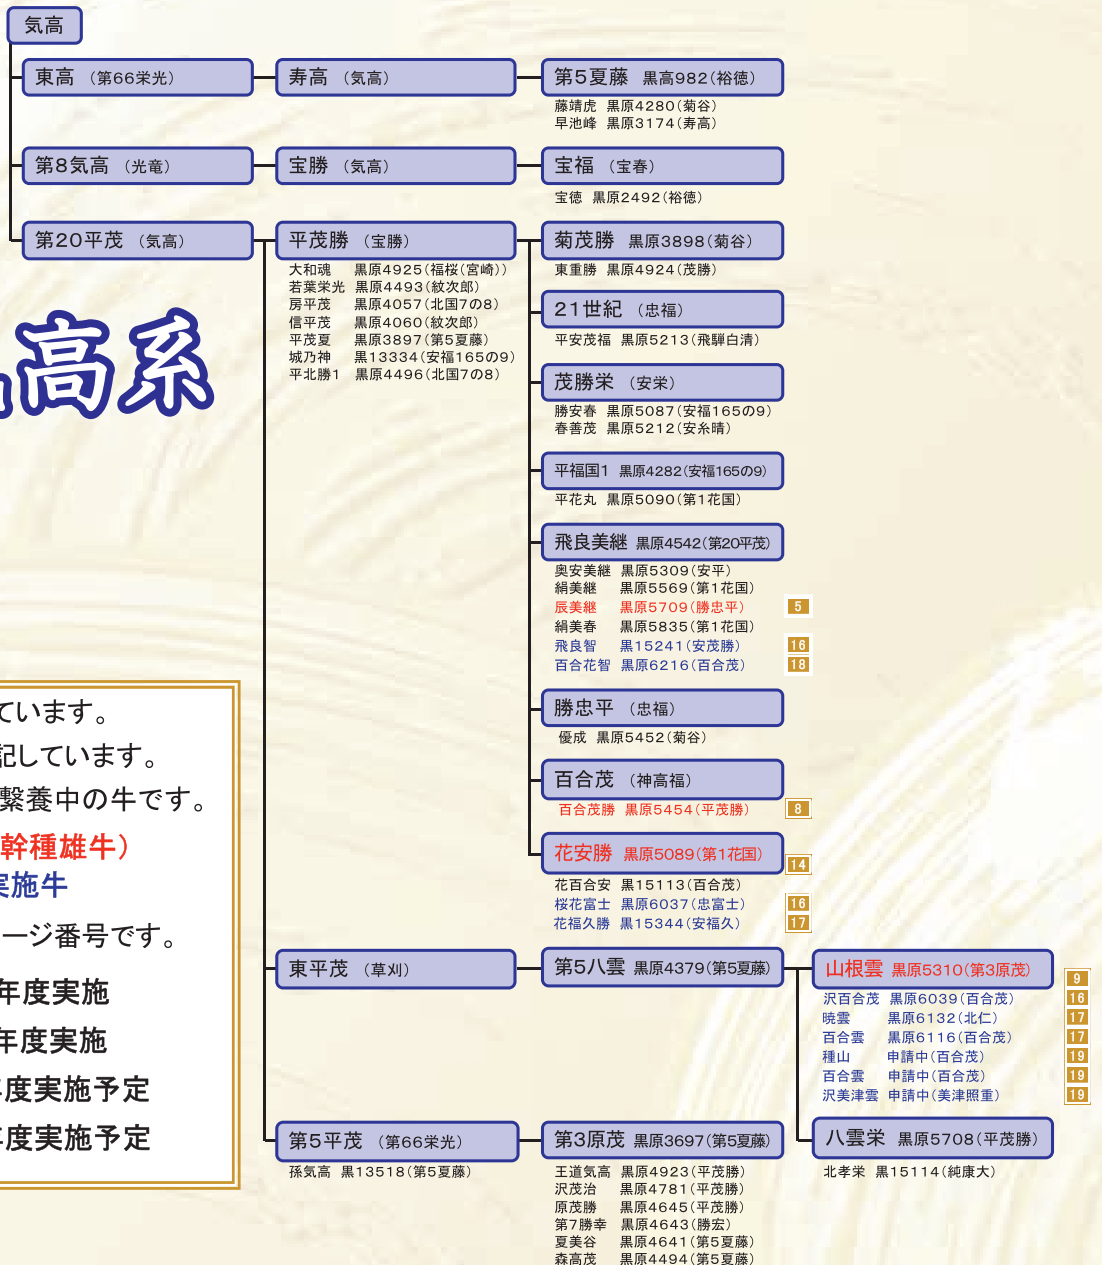 気高
東高 （第66栄光）
寿高 （気高）
第5夏藤 黒高982（裕徳）
藤靖虎 黒原4280（菊谷）
早池峰 黒原3174（寿高）
第8気高 （光竜）
宝勝 （気高）
宝福 （宝春）
宝徳 黒原2492（裕徳）
第20平茂 （気高）
平茂勝 （宝勝）
大和魂 黒原4925（福桜（宮崎））
若葉栄光 黒原4493（紋次郎）
房平茂 黒原4057（北国7の8）
信平茂 黒原4060（紋次郎）
平茂夏 黒原3897（第5夏藤）
城乃神 黒13334（安福165の9）
平北勝1 黒原4496（北国7の8）
菊茂勝 黒原3898（菊谷）
東重勝 黒原4924（茂勝）
21世紀 （忠福）
平安茂福 黒原5213（飛騨白清）
茂勝栄 （安栄）
勝安春 黒原5087（安福165の9）
春善茂 黒原5212（安糸晴）
平福国1 黒原4282（安福165の9）
平花丸 黒原5090（第1花国）
飛良美継 黒原4542（第20平茂）
奥安美継 黒原5309（安平）
絹美継 黒原5569（第1花国）
辰美継 黒原5709（勝忠平） 5
絹美春 黒原5835（第1花国）
飛良智 黒15241（安茂勝） 16
百合花智 黒原6216（百合茂） 18
勝忠平 （忠福）
優成 黒原5452（菊谷）
百合茂 （神高福）
百合茂勝 黒原5454（平茂勝） 8
花安勝 黒原5089（第1花国） 14
花百合安 黒15113（百合茂）
桜花富士 黒原6037（忠富士） 16
花福久勝 黒15344（安福久） 17
高系
ています。
記しています。
繋養中の牛です。
幹種雄牛）
実施牛
ージ番号です。
年度実施
年度実施
年度実施予定
年度実施予定
東平茂 （草刈）
第5八雲 黒原4379（第5夏藤）
山根雲 黒原5310（第3原茂） 9
沢百合茂 黒原6039（百合茂） 16
暁雲 黒原6132（北仁） 17
百合雲 黒原6116（百合茂） 17
種山 申請中（百合茂） 19
百合雲 申請中（百合茂） 19
沢美津雲 申請中（美津照重） 19
第5平茂 （第66栄光）
孫気高 黒13518（第5夏藤）
第3原茂 黒原3697（第5夏藤）
王道気高 黒原4923（平茂勝）
沢茂治 黒原4781（平茂勝）
原茂勝 黒原4645（平茂勝）
第7勝幸 黒原4643（勝宏）
夏美谷 黒原4641（第5夏藤）
森高茂 黒原4494（第5夏藤）
八雲栄 黒原5708（平茂勝）
北孝栄 黒15114（純康大）